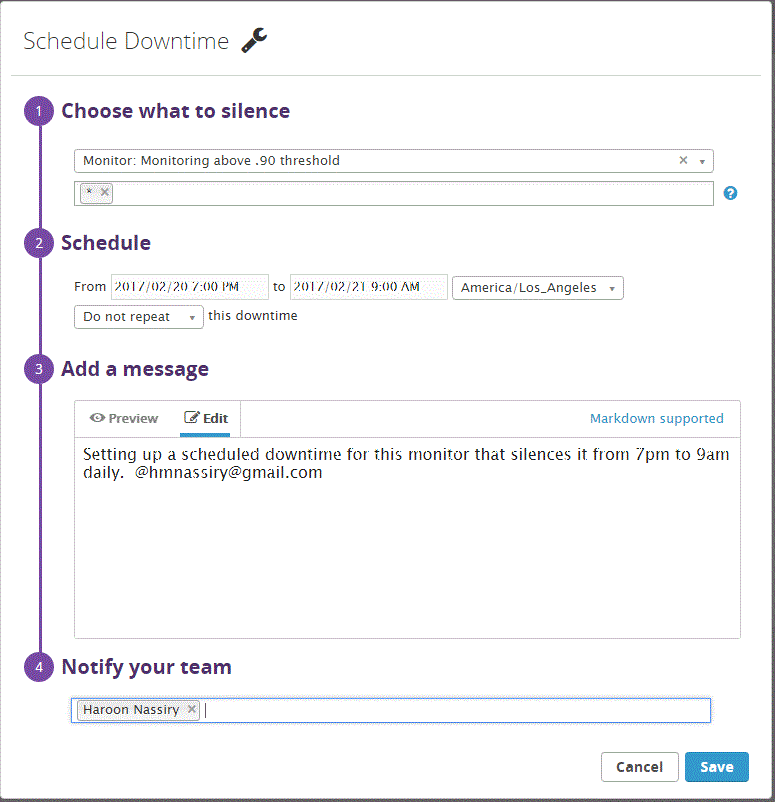 Schedule Downtime
1 Choose what to silence
Monitor: Monitoring above .90 threshold × ▾
* × ?
2 Schedule
From 2017/02/20 7:00 PM to 2017/02/21 9:00 AM America/Los_Angeles ▾
Do not repeat ▾ this downtime
3 Add a message
Preview Edit Markdown supported
Setting up a scheduled downtime for this monitor that silences it from 7pm to 9am
daily. @hmnassiry@gmail.com
4 Notify your team
Haroon Nassiry ×
Cancel Save